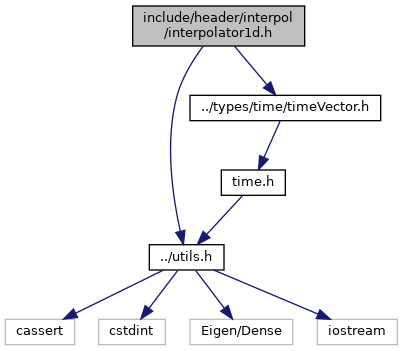 include/header/interpol
/interpolator1d.h
../types/time/timeVector.h
time.h
../utils.h
cassert
cstdint
Eigen/Dense
iostream